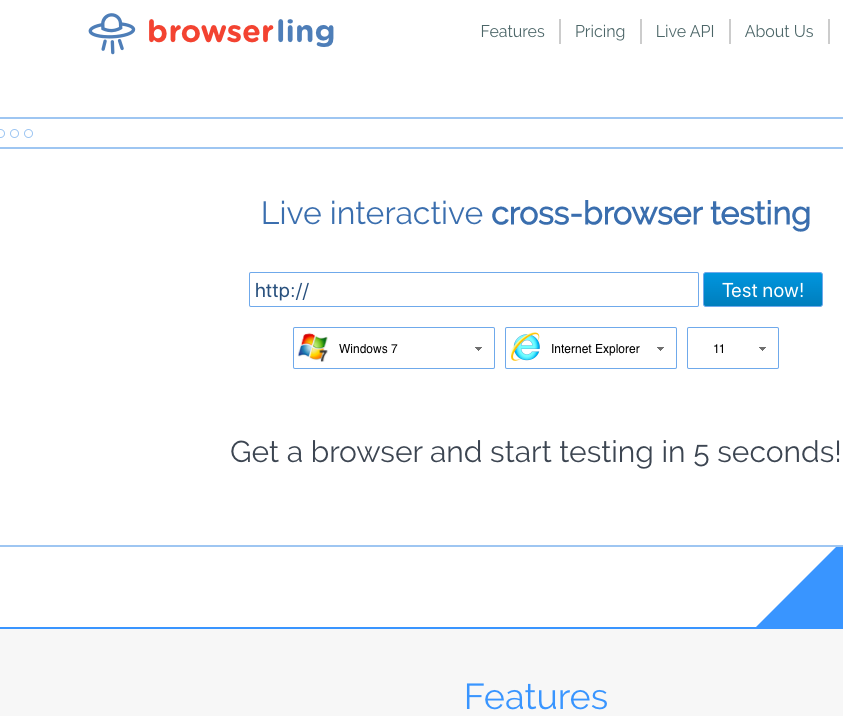 browserling
Features
Pricing
Live API
About Us
Live interactive cross-browser testing
http://
Test now!
Windows 7
Internet Explorer
11
Get a browser and start testing in 5 seconds!
Features